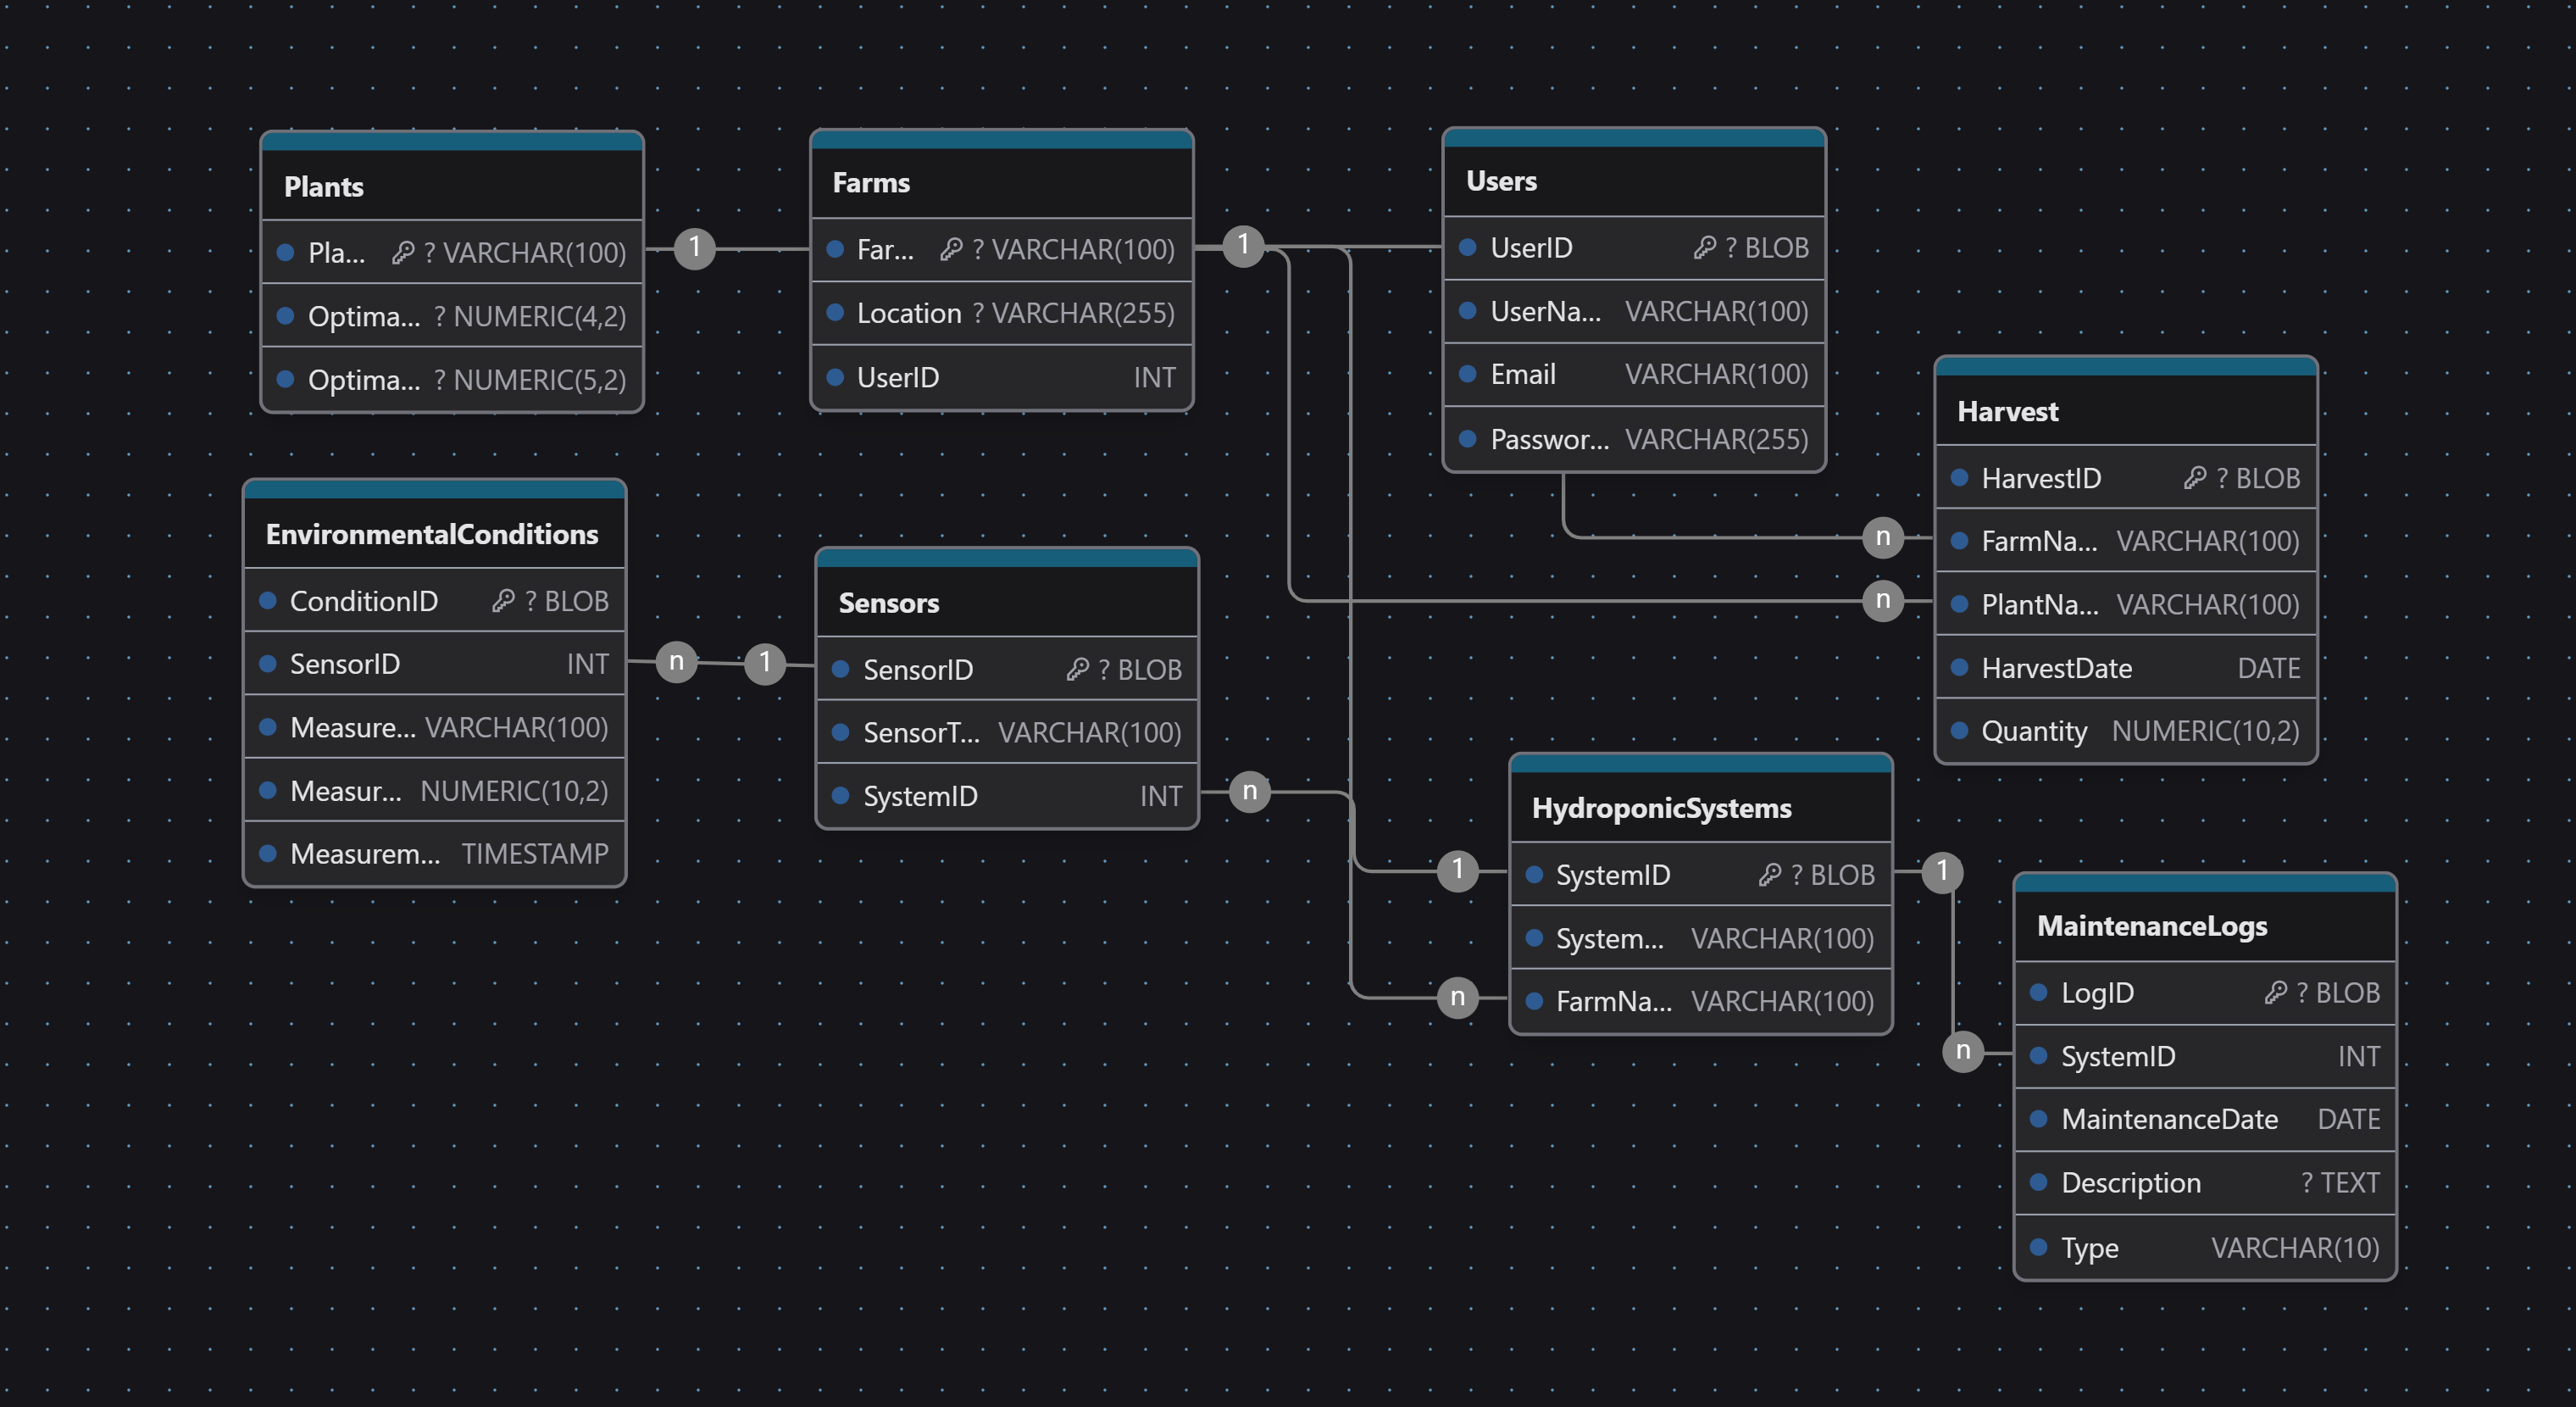 Plants
Pla... ? VARCHAR(100)
Optima... ? NUMERIC(4,2)
Optima... ? NUMERIC(5,2)
1
Farms
Far... ? VARCHAR(100)
Location ? VARCHAR(255)
UserID INT
1
Users
UserID ? BLOB
UserNa... VARCHAR(100)
Email VARCHAR(100)
Passwor... VARCHAR(255)
Harvest
HarvestID ? BLOB
n
FarmNa... VARCHAR(100)
n
PlantNa... VARCHAR(100)
HarvestDate DATE
Quantity NUMERIC(10,2)
EnvironmentalConditions
ConditionID ? BLOB
SensorID INT
Measure... VARCHAR(100)
Measur... NUMERIC(10,2)
Measurem... TIMESTAMP
n
1
Sensors
SensorID ? BLOB
SensorT... VARCHAR(100)
SystemID INT
n
1
n
HydroponicSystems
SystemID ? BLOB
System... VARCHAR(100)
FarmNa... VARCHAR(100)
1
n
MaintenanceLogs
LogID ? BLOB
SystemID INT
MaintenanceDate DATE
Description ? TEXT
Type VARCHAR(10)